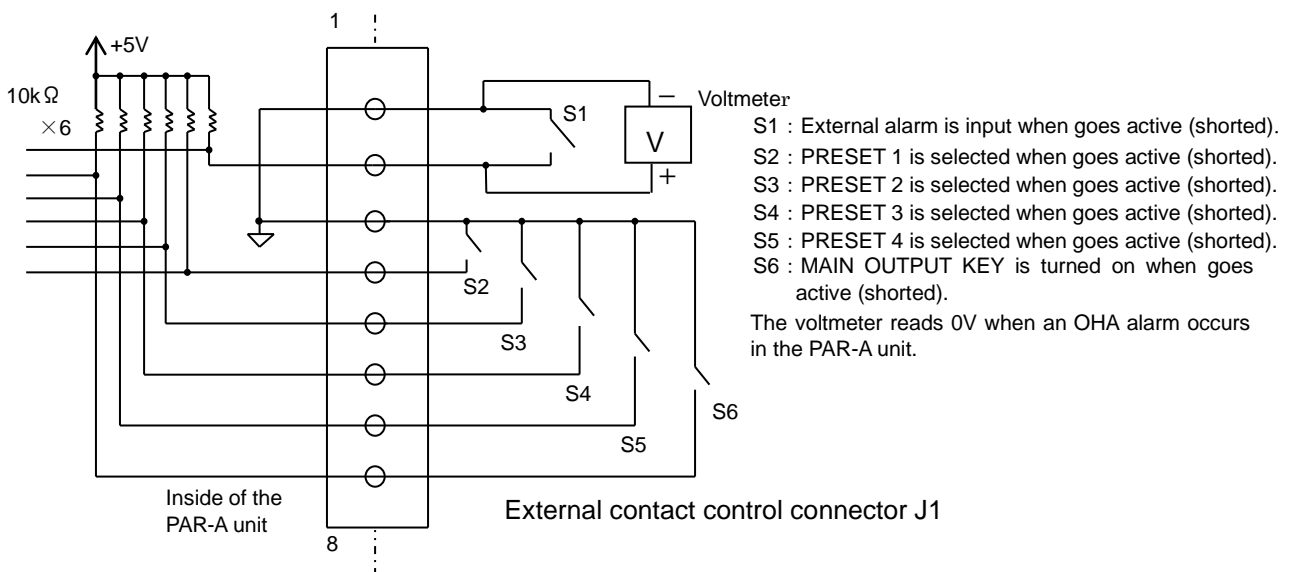 1
+5V
10kΩ
×6
S1
− Voltmeter
V
+
S1 : External alarm is input when goes active (shorted).
S2 : PRESET 1 is selected when goes active (shorted).
S3 : PRESET 2 is selected when goes active (shorted).
S4 : PRESET 3 is selected when goes active (shorted).
S5 : PRESET 4 is selected when goes active (shorted).
S6 : MAIN OUTPUT KEY is turned on when goes
active (shorted).
The voltmeter reads 0V when an OHA alarm occurs
in the PAR-A unit.
S2
S3
S4
S5
S6
Inside of the
PAR-A unit
External contact control connector J1
8